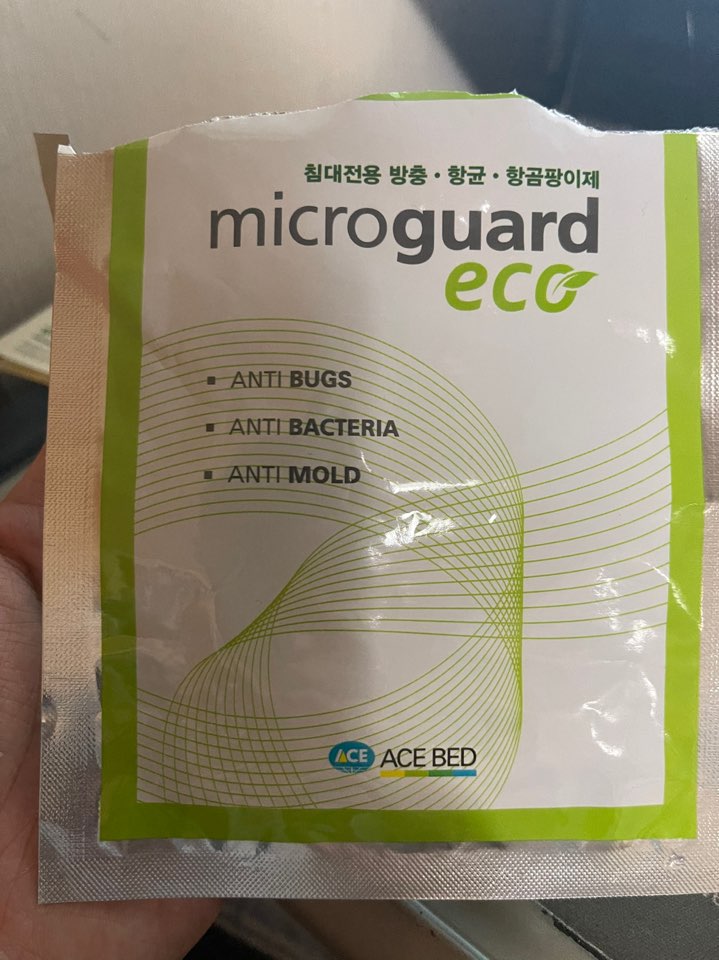 침대전용 방충 • 항균 • 항곰팡이제
microguard
eco
▪ ANTI BUGS
▪ ANTI BACTERIA
▪ ANTI MOLD
ACE ACE BED